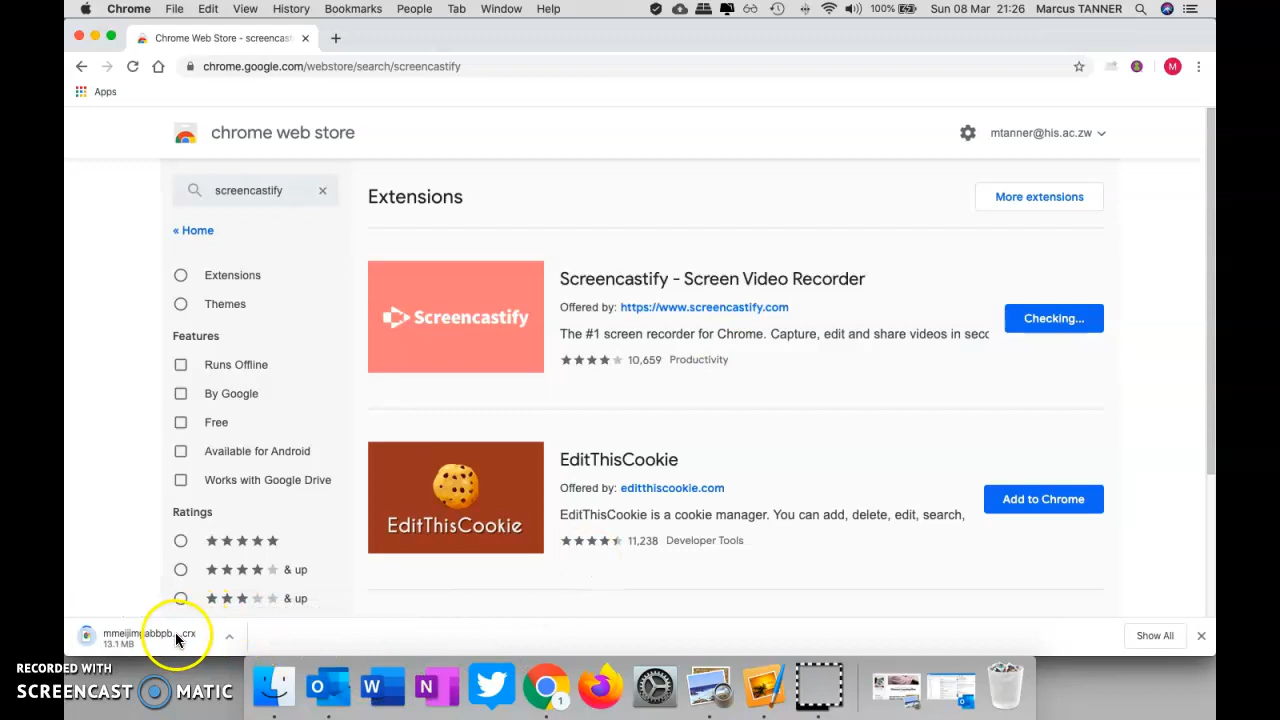 Chrome File Edit View History Bookmarks People Tab Window Help 100% Sun 08 Mar 21:26 Marcus TANNER
Chrome Web Store - screencast
chrome.google.com/webstore/search/screencastify M
Apps
chrome web store mtanner@his.ac.zw
screencastify
Extensions More extensions
« Home
Extensions
Themes
Features
Runs Offline
By Google
Free
Available for Android
Works with Google Drive
Ratings
& up
& up
Screencastify
Screencastify - Screen Video Recorder
Offered by: https://www.screencastify.com
The #1 screen recorder for Chrome. Capture, edit and share videos in seco
10,659 Productivity
Checking...
EditThisCookie
EditThisCookie
Offered by: editthiscookie.com
EditThisCookie is a cookie manager. You can add, delete, edit, search,
11,238 Developer Tools
Add to Chrome
13.1 MB
Show All
RECORDED WITH
SCREENCAST MATIC
O W N 1